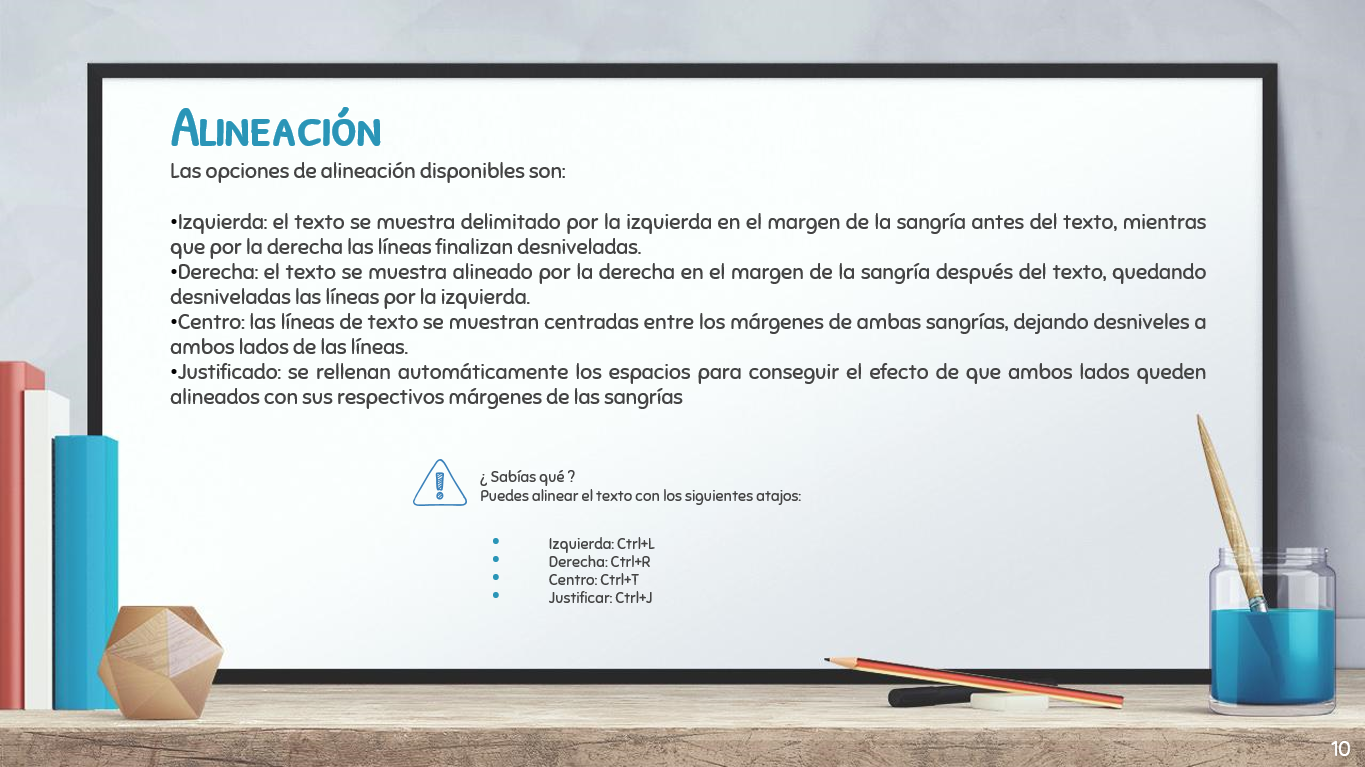 Alineación
Las opciones de alineación disponibles son:
•Izquierda: el texto se muestra delimitado por la izquierda en el margen de la sangría antes del texto, mientras
que por la derecha las líneas finalizan desniveladas.
•Derecha: el texto se muestra alineado por la derecha en el margen de la sangría después del texto, quedando
desniveladas las líneas por la izquierda.
•Centro: las líneas de texto se muestran centradas entre los márgenes de ambas sangrías, dejando desniveles a
ambos lados de las líneas.
•Justificado: se rellenan automáticamente los espacios para conseguir el efecto de que ambos lados queden
alineados con sus respectivos márgenes de las sangrías
¿ Sabías qué ?
Puedes alinear el texto con los siguientes atajos:
• Izquierda: Ctrl+L
• Derecha: Ctrl+R
• Centro: Ctrl+T
• Justificar: Ctrl+J
10